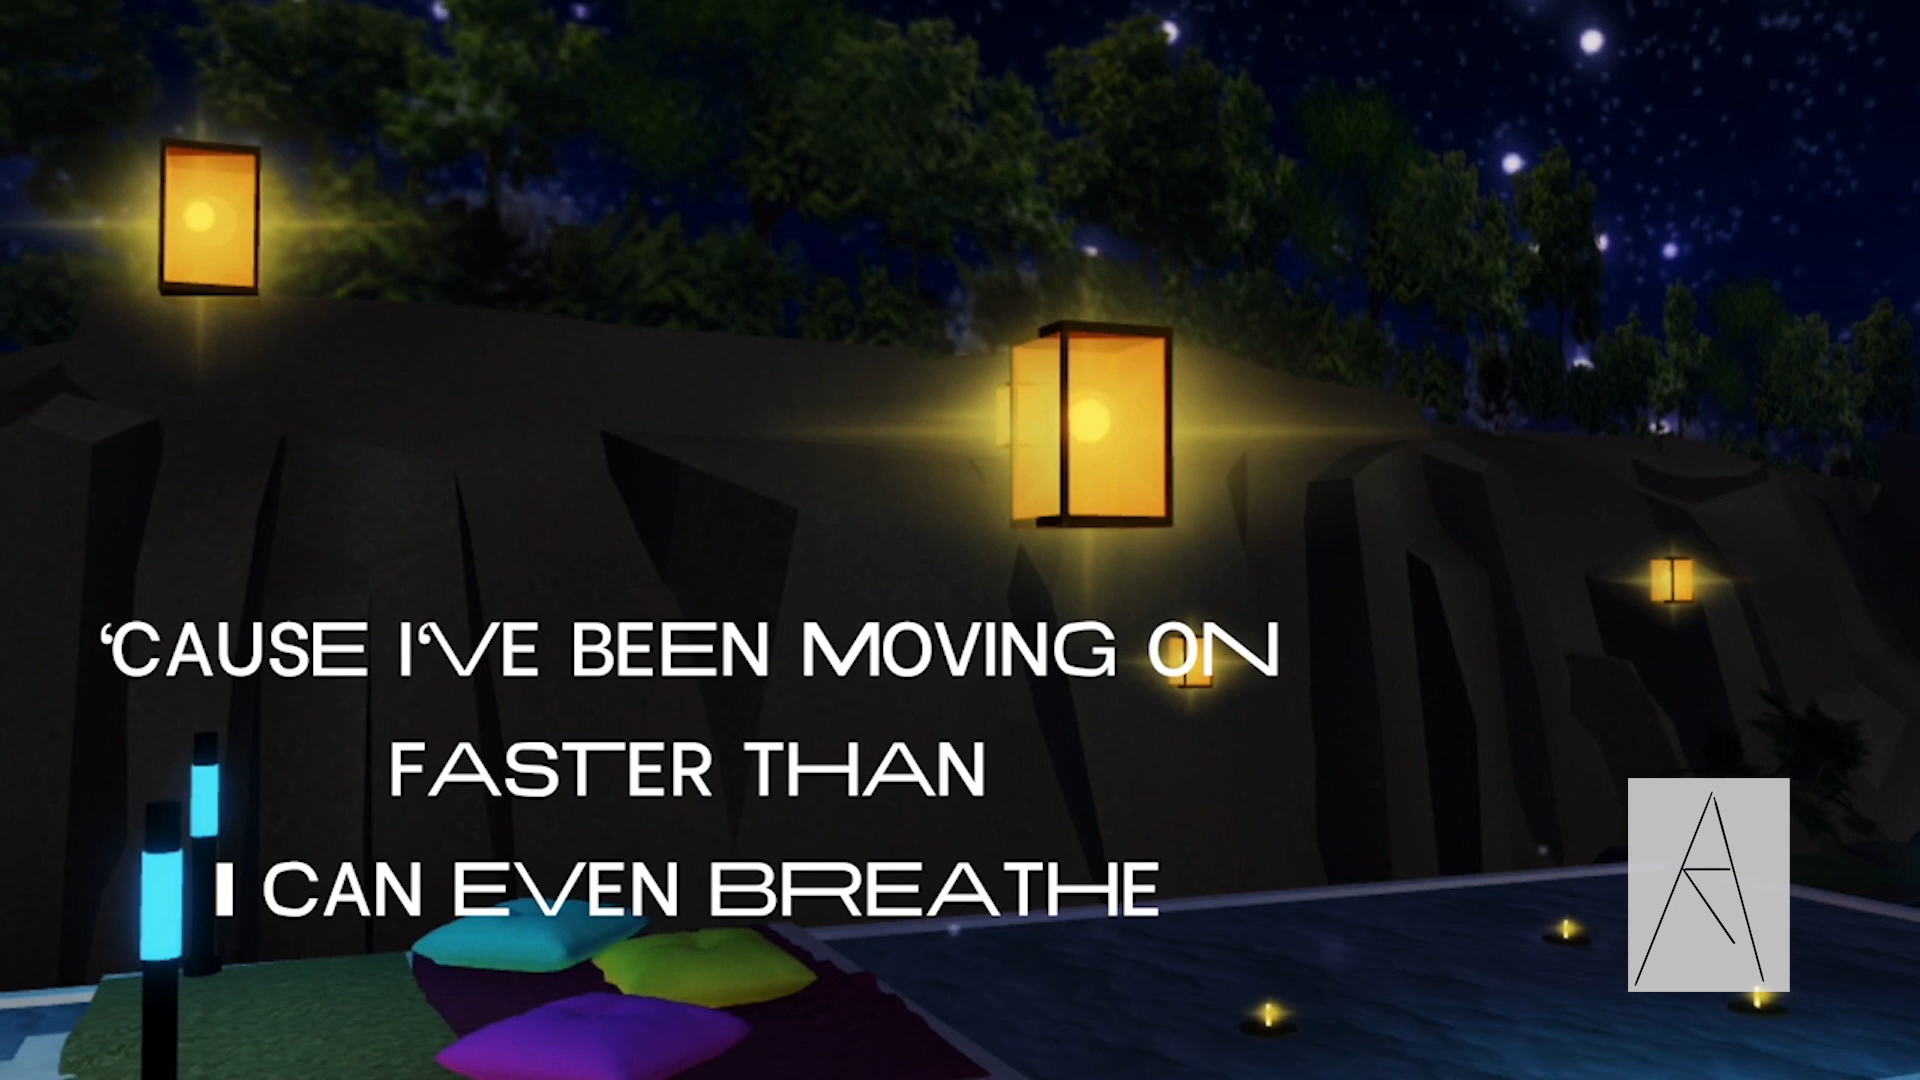 ‘CAUSE I‘VE BEEN MOVING ON
FASTER THAN
I CAN EVEN BREATHE